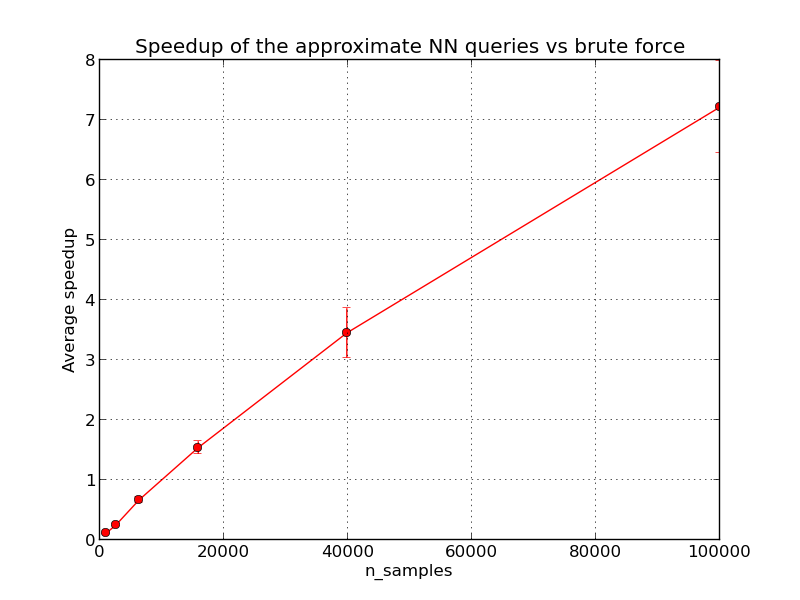 Speedup of the approximate NN queries vs brute force
8
7
6
5
4
3
2
1
0
Average speedup
0 20000 40000 60000 80000 100000
n_samples